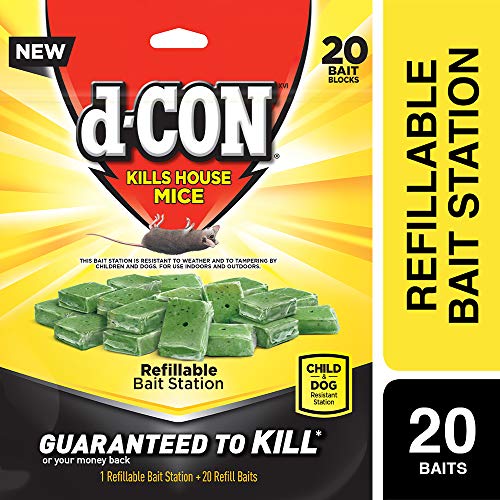 NEW
20
BAIT
BLOCKS
XVI
d-CON®
KILLS HOUSE
MICE
THIS BAIT STATION IS RESISTANT TO WEATHER AND TO TAMPERING BY
CHILDREN AND DOGS. FOR USE INDOORS AND OUTDOORS.
Refillable
Bait Station
CHILD
&
DOG
Resistant
Station
GUARANTEED TO KILL*
or your money back
1 Refillable Bait Station + 20 Refill Baits
REFILLABLE
BAIT STATION
20
BAITS